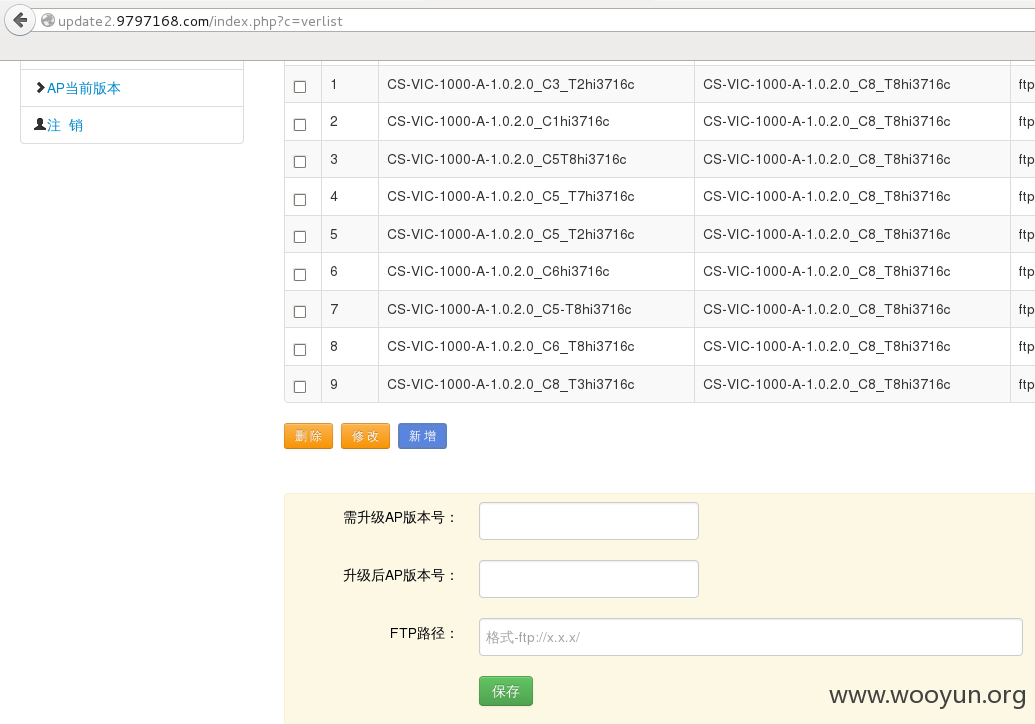 update2.9797168.com/index.php?c=verlist
AP当前版本
注 销
1 CS-VIC-1000-A-1.0.2.0_C3_T2hi3716c CS-VIC-1000-A-1.0.2.0_C8_T8hi3716c ftp
2 CS-VIC-1000-A-1.0.2.0_C1hi3716c CS-VIC-1000-A-1.0.2.0_C8_T8hi3716c ftp
3 CS-VIC-1000-A-1.0.2.0_C5T8hi3716c CS-VIC-1000-A-1.0.2.0_C8_T8hi3716c ftp
4 CS-VIC-1000-A-1.0.2.0_C5_T7hi3716c CS-VIC-1000-A-1.0.2.0_C8_T8hi3716c ftp
5 CS-VIC-1000-A-1.0.2.0_C5_T2hi3716c CS-VIC-1000-A-1.0.2.0_C8_T8hi3716c ftp
6 CS-VIC-1000-A-1.0.2.0_C6hi3716c CS-VIC-1000-A-1.0.2.0_C8_T8hi3716c ftp
7 CS-VIC-1000-A-1.0.2.0_C5-T8hi3716c CS-VIC-1000-A-1.0.2.0_C8_T8hi3716c ftp
8 CS-VIC-1000-A-1.0.2.0_C6_T8hi3716c CS-VIC-1000-A-1.0.2.0_C8_T8hi3716c ftp
9 CS-VIC-1000-A-1.0.2.0_C8_T3hi3716c CS-VIC-1000-A-1.0.2.0_C8_T8hi3716c ftp
删除 修改 新增
需升级AP版本号：
升级后AP版本号：
FTP路径： 格式-ftp://x.x.x/
保存
www.wooyun.org